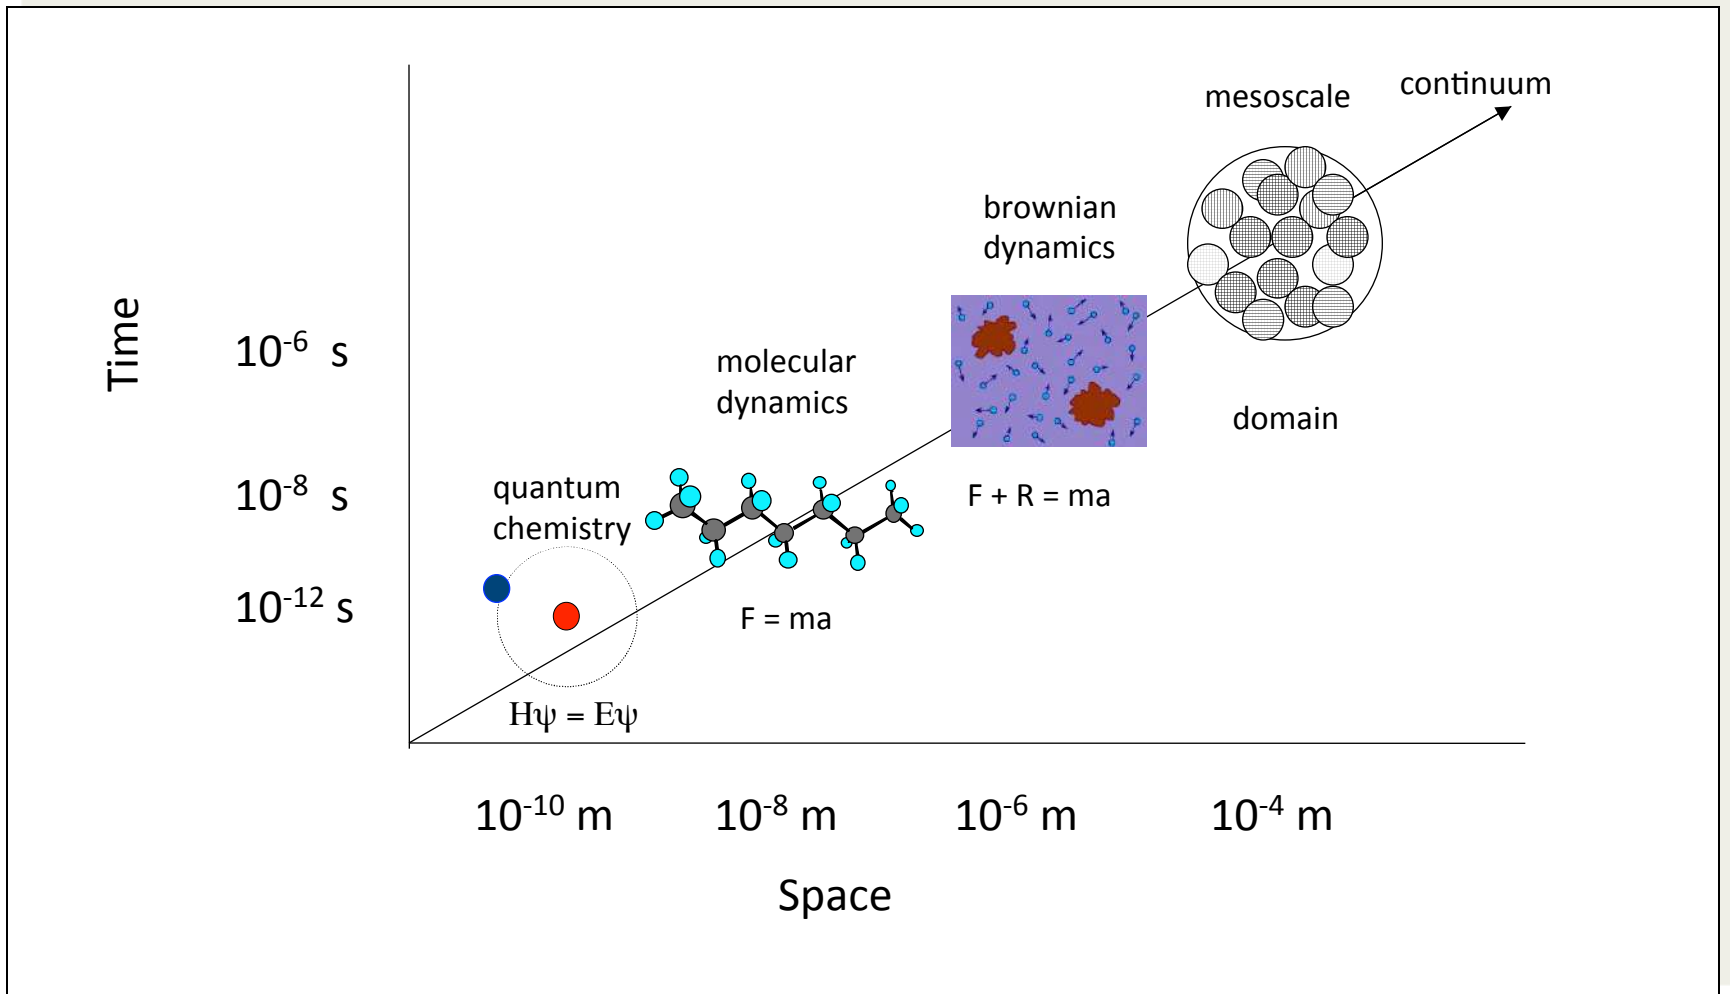 continuum
mesoscale
brownian
dynamics
Time
10⁻⁶ s
molecular
dynamics
domain
10⁻⁸ s
quantum
chemistry
F + R = ma
10⁻¹² s
F = ma
Hψ = Eψ
10⁻¹⁰ m
10⁻⁸ m
10⁻⁶ m
10⁻⁴ m
Space